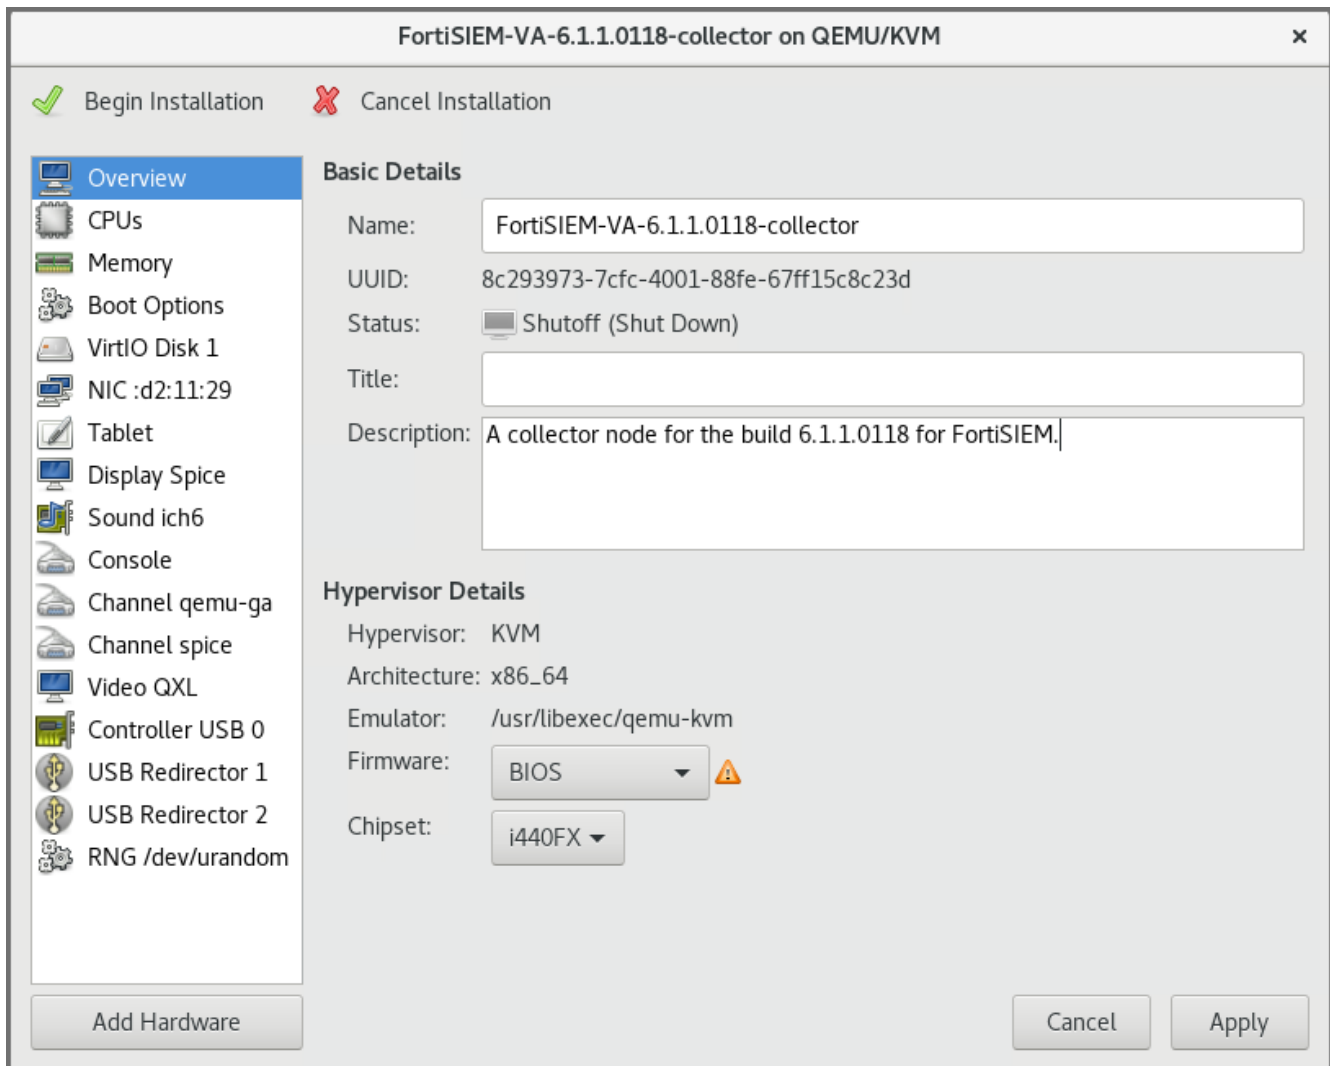 FortiSIEM-VA-6.1.1.0118-collector on QEMU/KVM
Begin Installation
Cancel Installation
Overview
CPUs
Memory
Boot Options
VirtIO Disk 1
NIC :d2:11:29
Tablet
Display Spice
Sound ich6
Console
Channel qemu-ga
Channel spice
Video QXL
Controller USB 0
USB Redirector 1
USB Redirector 2
RNG /dev/urandom
Add Hardware
Basic Details
Name: FortiSIEM-VA-6.1.1.0118-collector
UUID: 8c293973-7cfc-4001-88fe-67ff15c8c23d
Status: Shutoff (Shut Down)
Title:
Description: A collector node for the build 6.1.1.0118 for FortiSIEM.
Hypervisor Details
Hypervisor: KVM
Architecture: x86_64
Emulator: /usr/libexec/qemu-kvm
Firmware: BIOS
Chipset: i440FX
Cancel
Apply